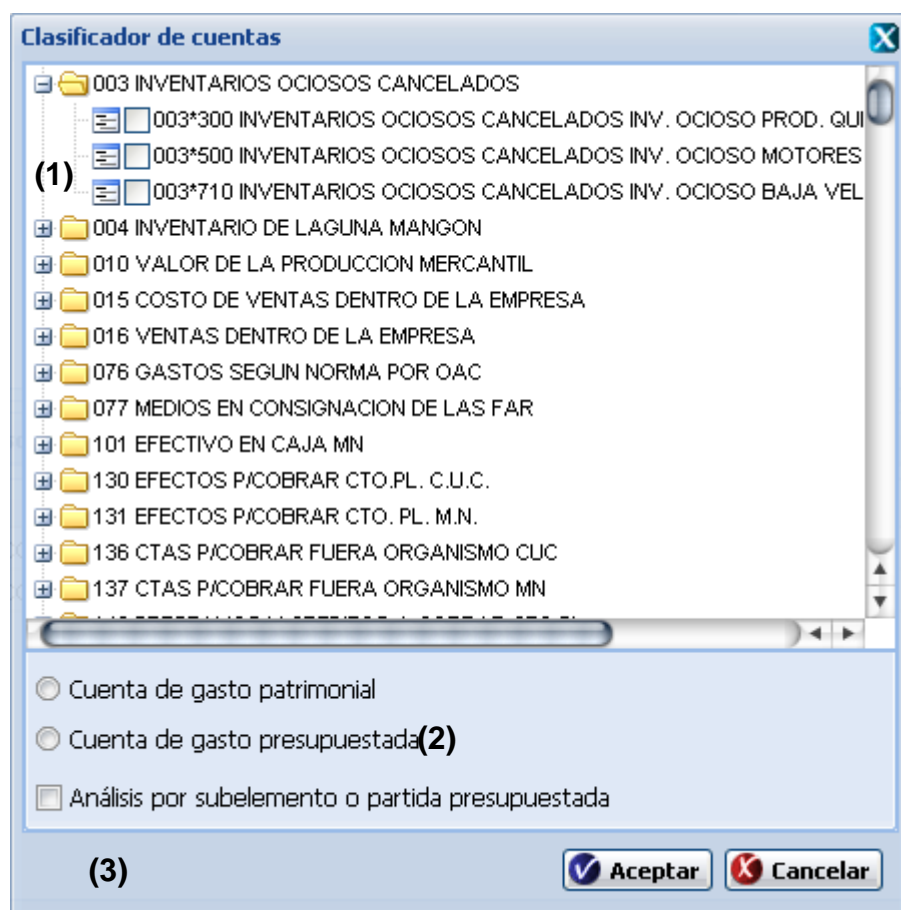 Clasificador de cuentas
003 INVENTARIOS OCIOSOS CANCELADOS
003*300 INVENTARIOS OCIOSOS CANCELADOS INV. OCIOSO PROD. QUI
003*500 INVENTARIOS OCIOSOS CANCELADOS INV. OCIOSO MOTORES
(1)
003*710 INVENTARIOS OCIOSOS CANCELADOS INV. OCIOSO BAJA VEL
004 INVENTARIO DE LAGUNA MANGON
010 VALOR DE LA PRODUCCION MERCANTIL
015 COSTO DE VENTAS DENTRO DE LA EMPRESA
016 VENTAS DENTRO DE LA EMPRESA
076 GASTOS SEGUN NORMA POR OAC
077 MEDIOS EN CONSIGNACION DE LAS FAR
101 EFECTIVO EN CAJA MN
130 EFECTOS P/COBRAR CTO.PL. C.U.C.
131 EFECTOS P/COBRAR CTO. PL. M.N.
136 CTAS P/COBRAR FUERA ORGANISMO CUC
137 CTAS P/COBRAR FUERA ORGANISMO MN
Cuenta de gasto patrimonial
Cuenta de gasto presupuestada(2)
Análisis por subelemento o partida presupuestada
(3) Aceptar Cancelar